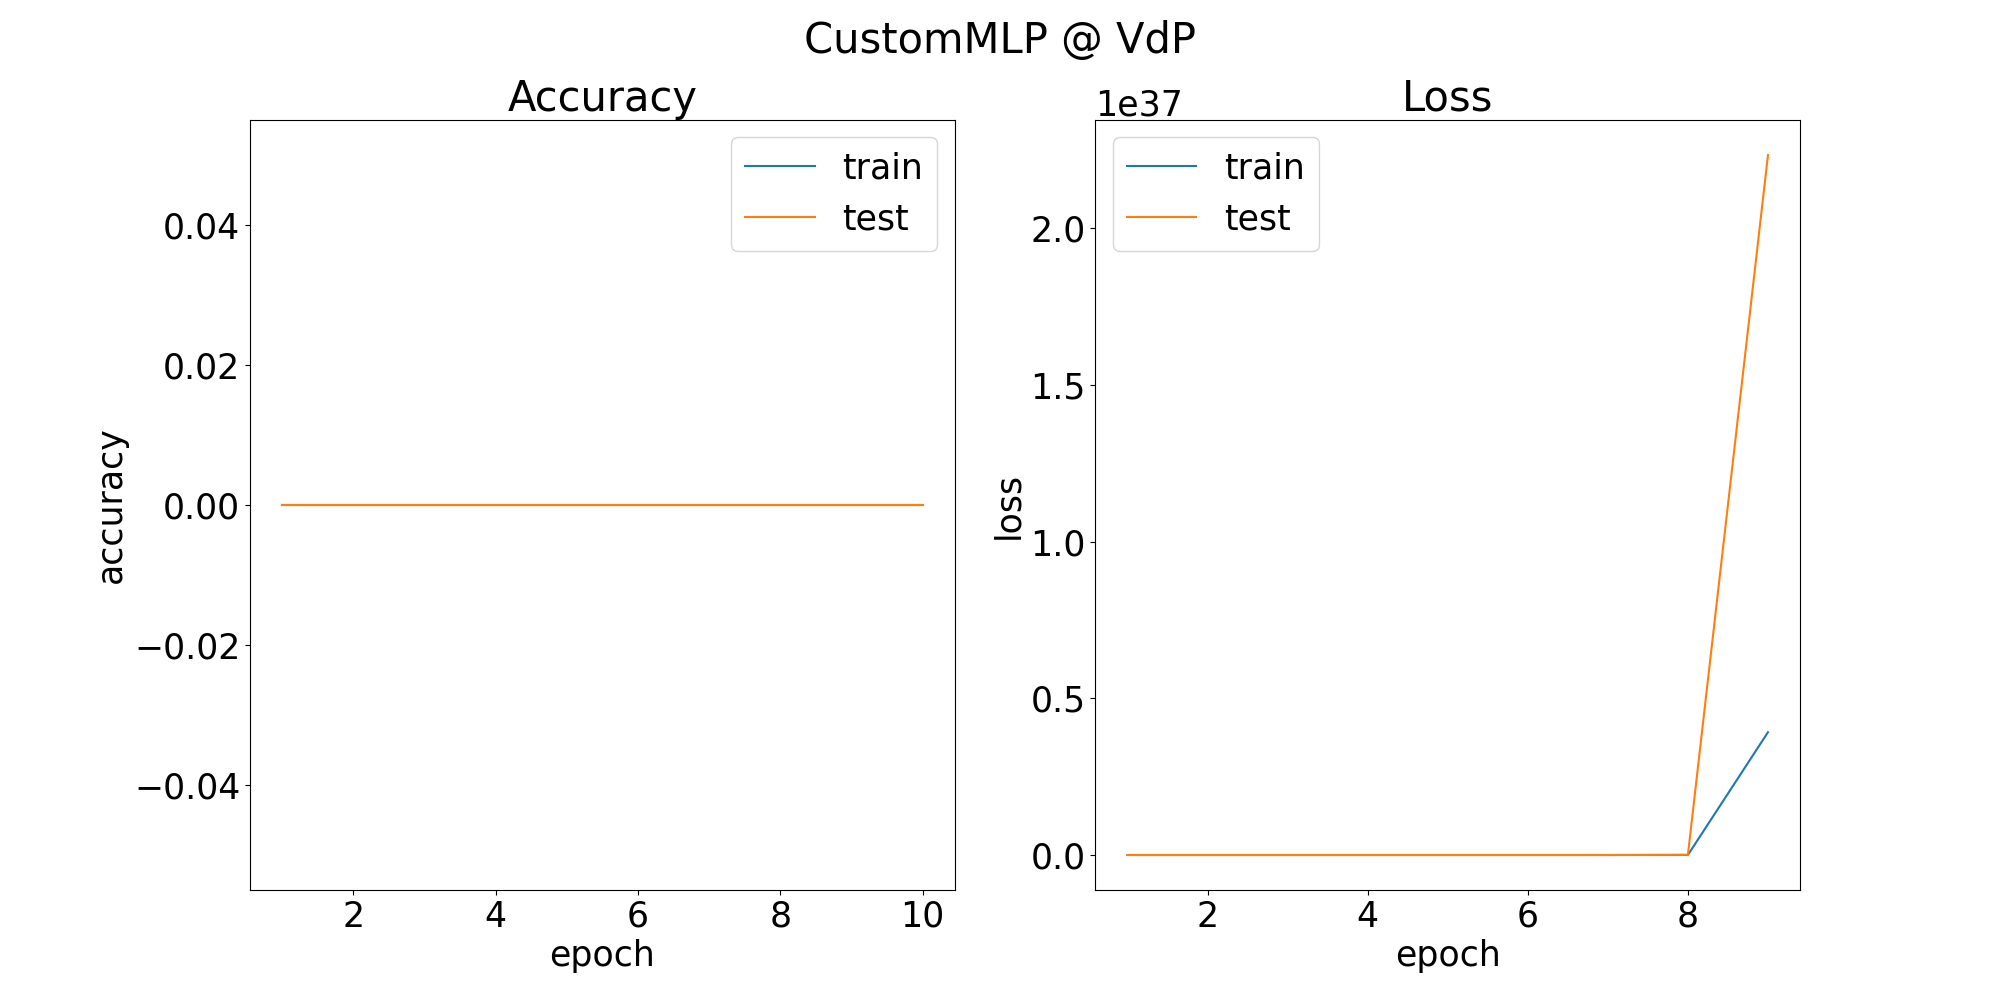 CustomMLP @ VdP
Accuracy
train
test
0.04
0.02
0.00
−0.02
−0.04
accuracy
2 4 6 8 10
epoch
Loss
1e37
train
test
2.0
1.5
1.0
0.5
0.0
loss
2 4 6 8
epoch